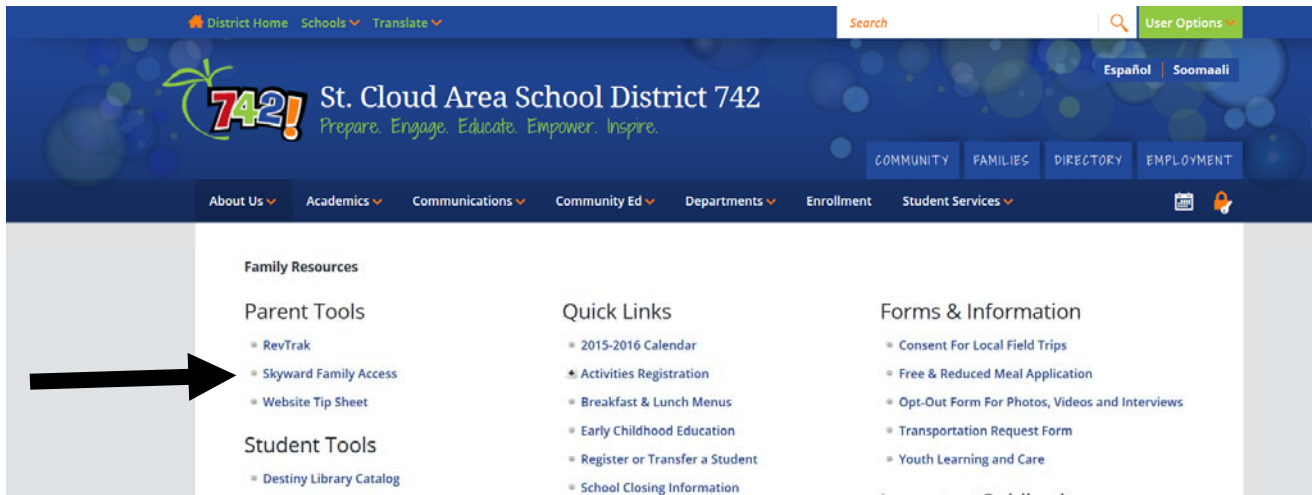 District Home Schools Translate
Search
User Options
Español Soomaali
742!
St. Cloud Area School District 742
Prepare. Engage. Educate. Empower. Inspire.
COMMUNITY FAMILIES DIRECTORY EMPLOYMENT
About Us Academics Communications Community Ed Departments Enrollment Student Services
Family Resources
Parent Tools
RevTrak
Skyward Family Access
Website Tip Sheet
Student Tools
Destiny Library Catalog
Quick Links
2015-2016 Calendar
Activities Registration
Breakfast & Lunch Menus
Early Childhood Education
Register or Transfer a Student
School Closing Information
Forms & Information
Consent For Local Field Trips
Free & Reduced Meal Application
Opt-Out Form For Photos, Videos and Interviews
Transportation Request Form
Youth Learning and Care